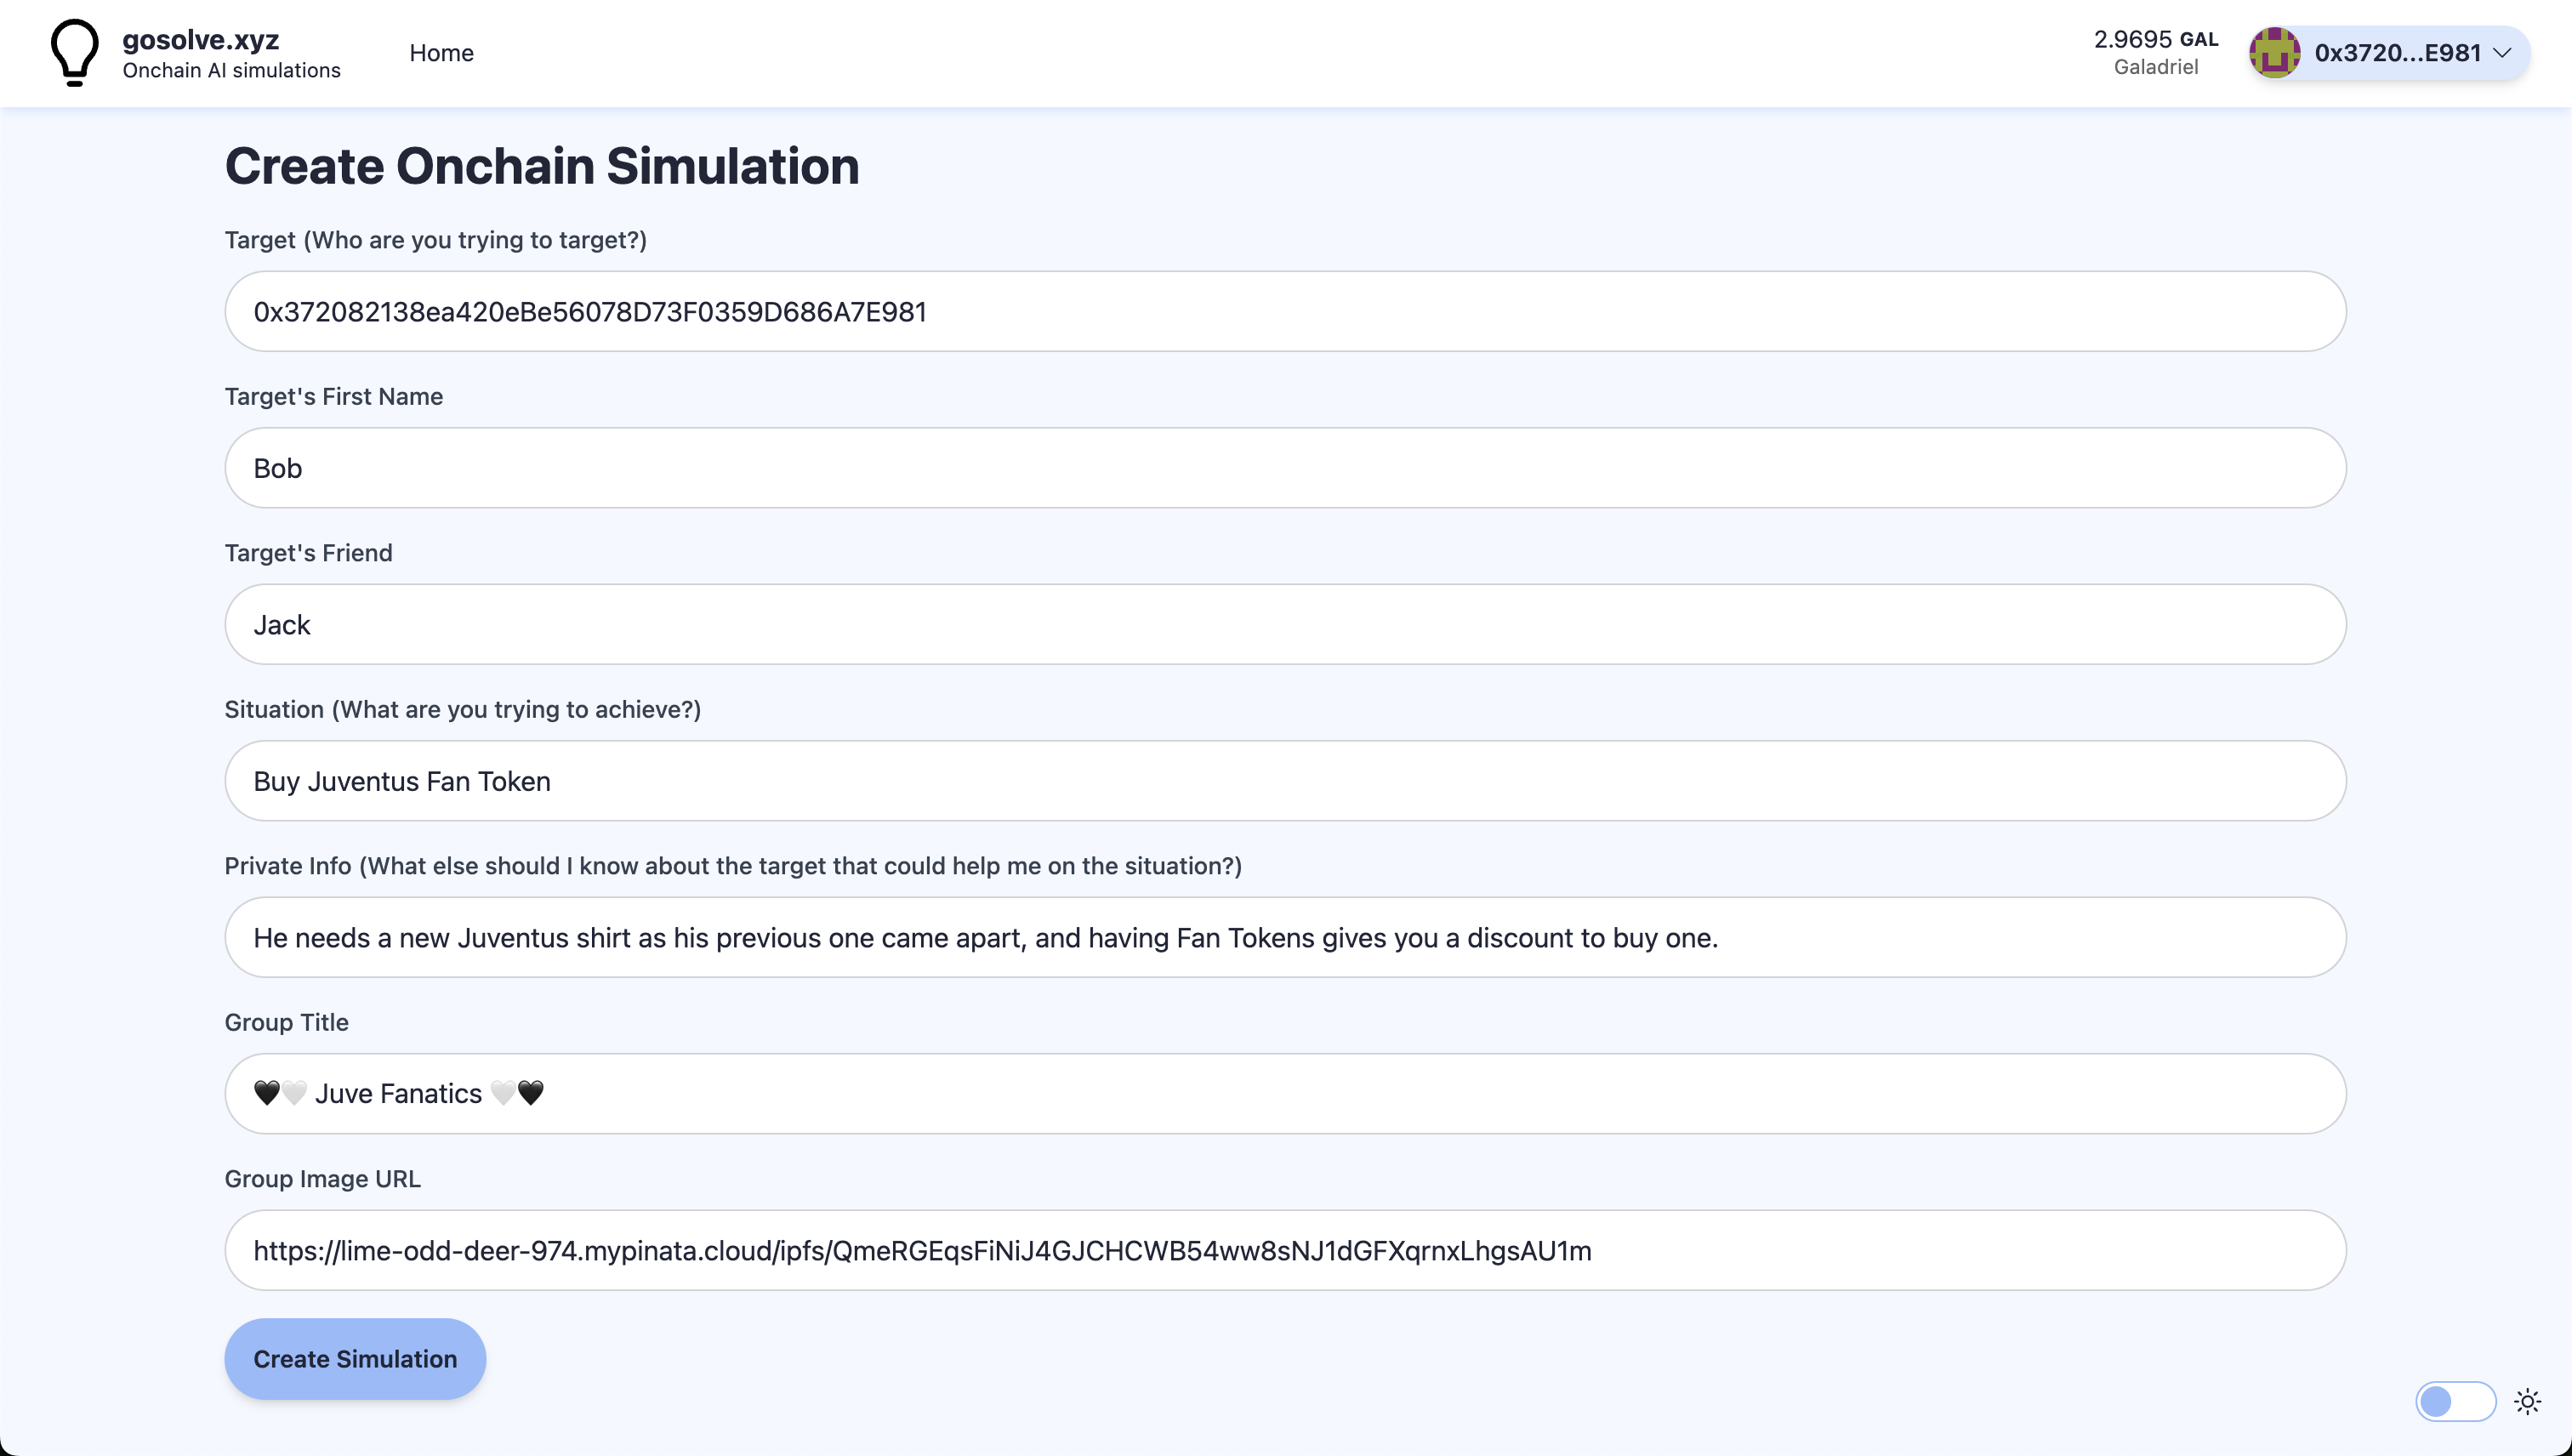 gosolve.xyz
Onchain AI simulations
Home
2.9695 GAL
Galadriel
0x3720...E981
Create Onchain Simulation
Target (Who are you trying to target?)
0x372082138ea420eBe56078D73F0359D686A7E981
Target's First Name
Bob
Target's Friend
Jack
Situation (What are you trying to achieve?)
Buy Juventus Fan Token
Private Info (What else should I know about the target that could help me on the situation?)
He needs a new Juventus shirt as his previous one came apart, and having Fan Tokens gives you a discount to buy one.
Group Title
🖤🤍 Juve Fanatics 🤍🖤
Group Image URL
https://lime-odd-deer-974.mypinata.cloud/ipfs/QmeRGEqsFiNiJ4GJCHCWB54ww8sNJ1dGFXqrnxLhgsAU1m
Create Simulation